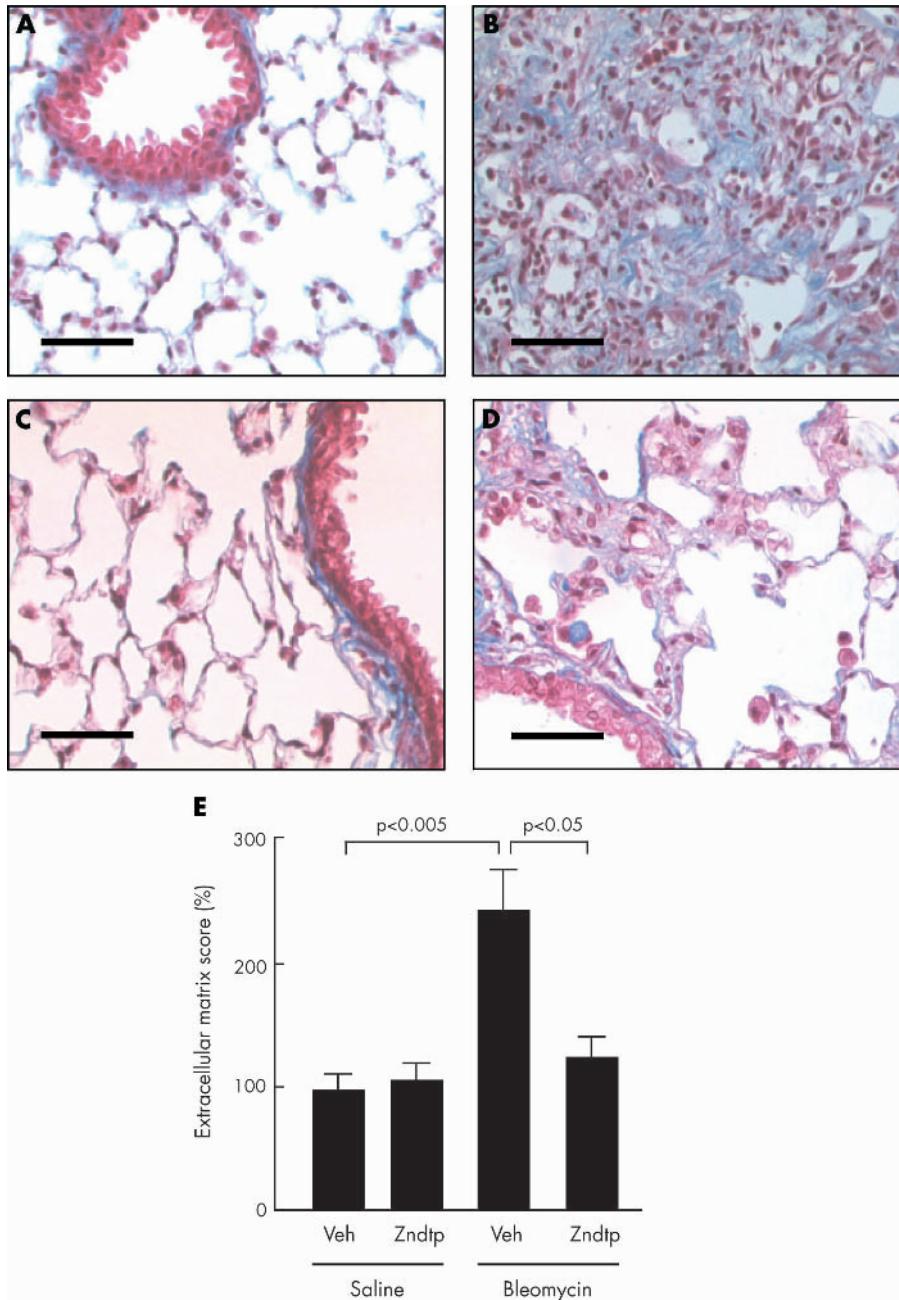 A
B
C
D
E
p<0.005
p<0.05
300
200
100
0
Extracellular matrix score (%)
Veh
Zndtp
Veh
Zndtp
Saline
Bleomycin